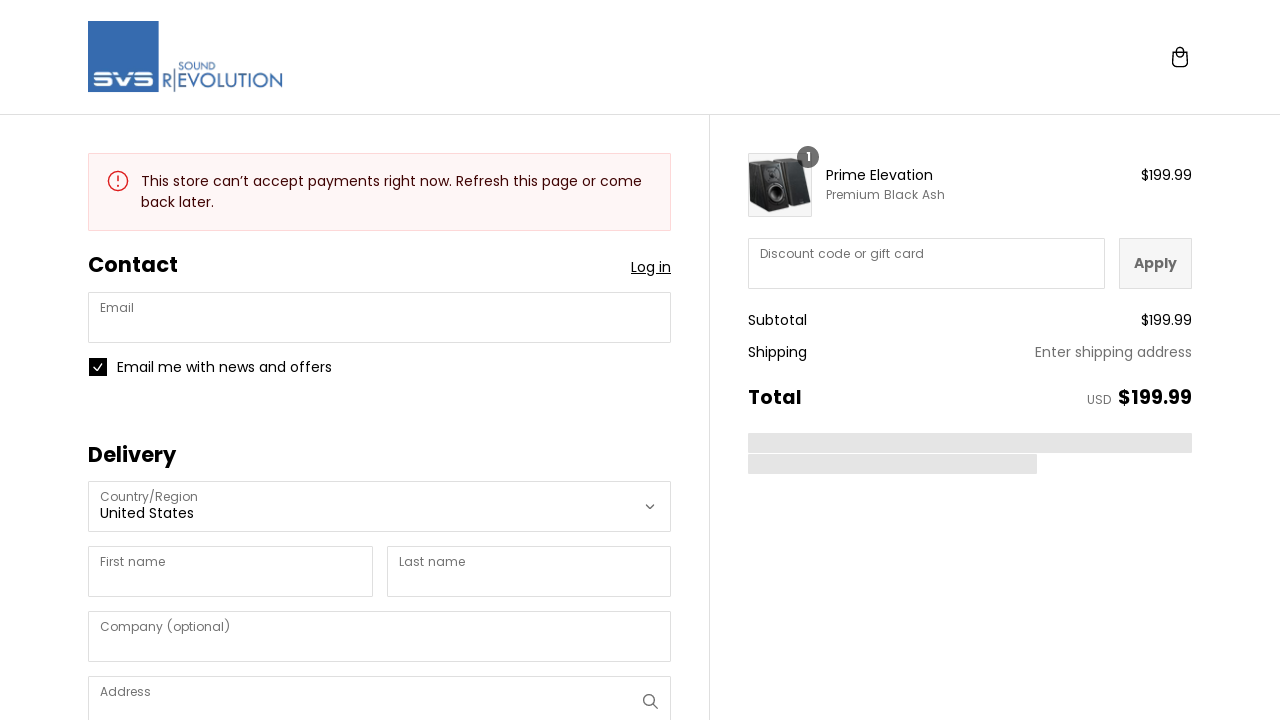 SVS
SOUND
R|EVOLUTION
This store can’t accept payments right now. Refresh this page or come
back later.
Contact
Log in
Email
Email me with news and offers
Delivery
Country/Region
United States
First name
Last name
Company (optional)
Address
1
Prime Elevation
$199.99
Premium Black Ash
Discount code or gift card
Apply
Subtotal
$199.99
Shipping
Enter shipping address
Total
USD $199.99